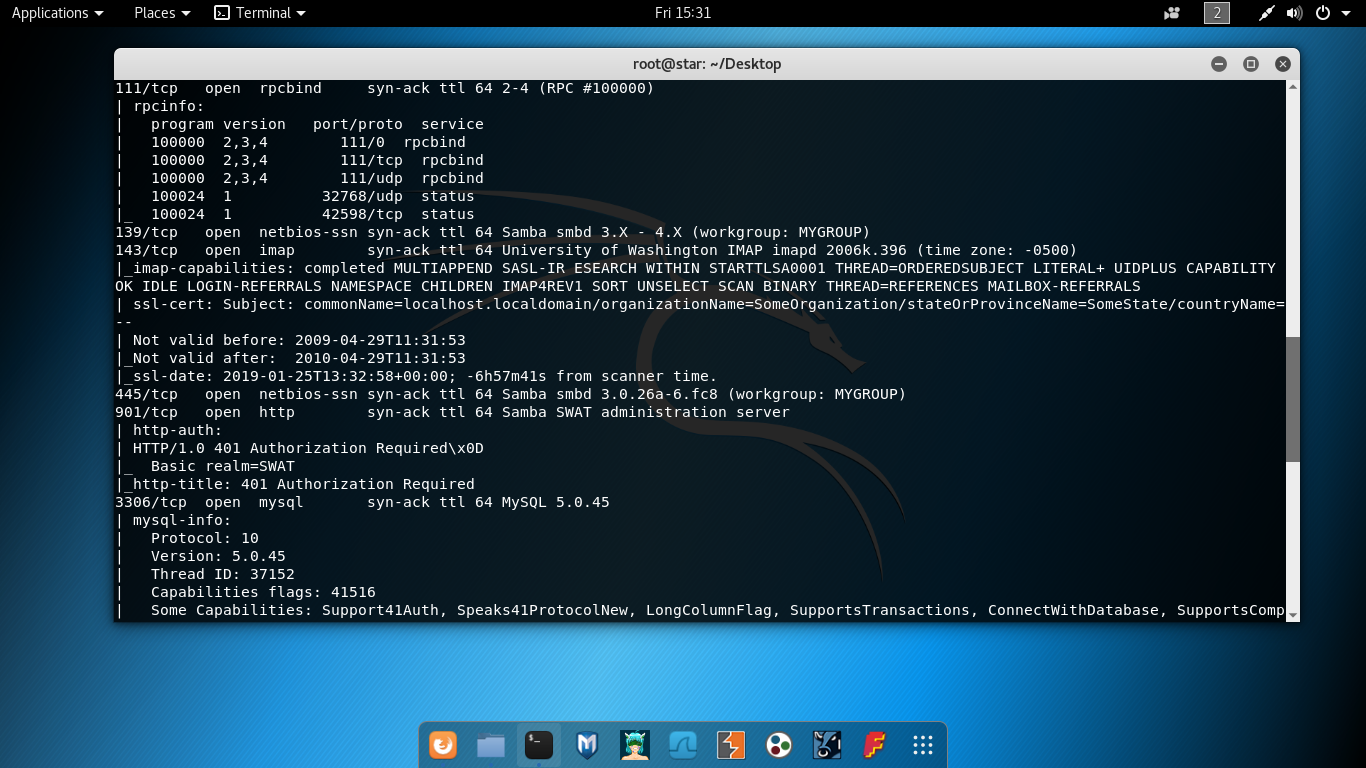 Applications Places Terminal Fri 15:31 2
root@star: ~/Desktop
111/tcp   open  rpcbind     syn-ack ttl 64 2-4 (RPC #100000)
| rpcinfo:
|   program version   port/proto  service
|   100000  2,3,4        111/0  rpcbind
|   100000  2,3,4        111/tcp  rpcbind
|   100000  2,3,4        111/udp  rpcbind
|   100024  1          32768/udp  status
|_  100024  1          42598/tcp  status
139/tcp   open  netbios-ssn syn-ack ttl 64 Samba smbd 3.X - 4.X (workgroup: MYGROUP)
143/tcp   open  imap        syn-ack ttl 64 University of Washington IMAP imapd 2006k.396 (time zone: -0500)
|_imap-capabilities: completed MULTIAPPEND SASL-IR ESEARCH WITHIN STARTTLSA0001 THREAD=ORDEREDSUBJECT LITERAL+ UIDPLUS CAPABILITY
OK IDLE LOGIN-REFERRALS NAMESPACE CHILDREN IMAP4REV1 SORT UNSELECT SCAN BINARY THREAD=REFERENCES MAILBOX-REFERRALS
| ssl-cert: Subject: commonName=localhost.localdomain/organizationName=SomeOrganization/stateOrProvinceName=SomeState/countryName=
--
| Not valid before: 2009-04-29T11:31:53
|_Not valid after:  2010-04-29T11:31:53
|_ssl-date: 2019-01-25T13:32:58+00:00; -6h57m41s from scanner time.
445/tcp   open  netbios-ssn syn-ack ttl 64 Samba smbd 3.0.26a-6.fc8 (workgroup: MYGROUP)
901/tcp   open  http        syn-ack ttl 64 Samba SWAT administration server
| http-auth:
| HTTP/1.0 401 Authorization Required\x0D
|_  Basic realm=SWAT
|_http-title: 401 Authorization Required
3306/tcp  open  mysql       syn-ack ttl 64 MySQL 5.0.45
| mysql-info:
|   Protocol: 10
|   Version: 5.0.45
|   Thread ID: 37152
|   Capabilities flags: 41516
|   Some Capabilities: Support41Auth, Speaks41ProtocolNew, LongColumnFlag, SupportsTransactions, ConnectWithDatabase, SupportsComp